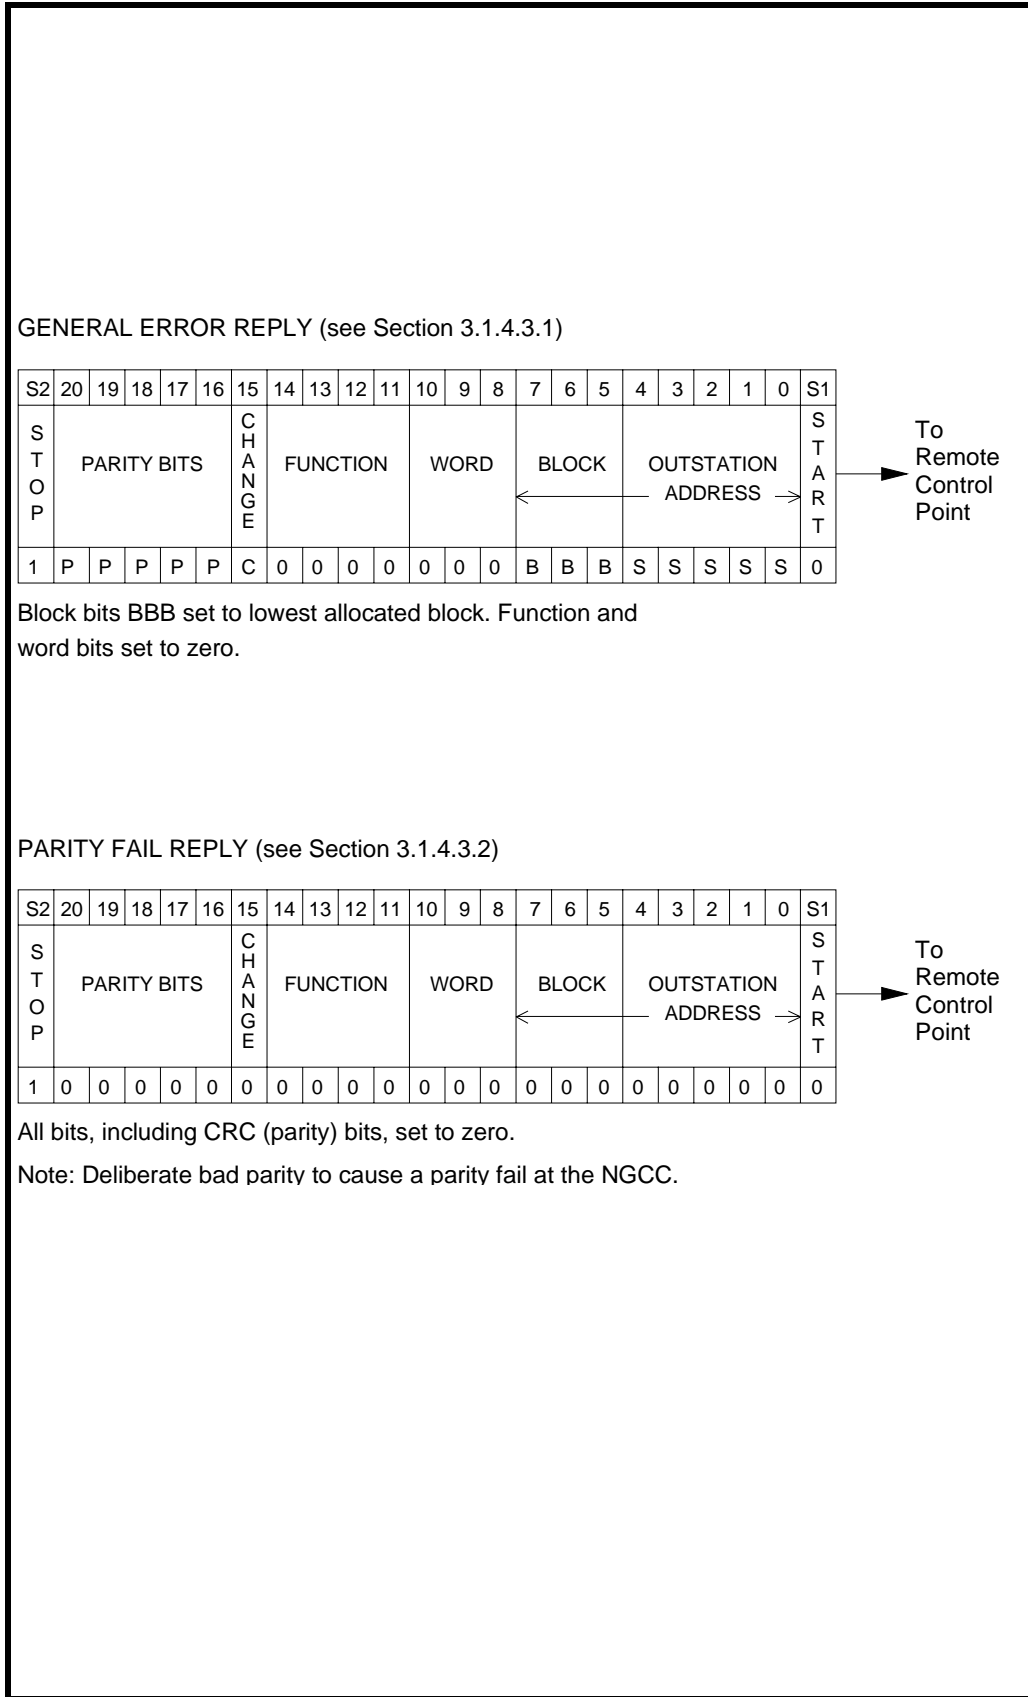 GENERAL ERROR REPLY (see Section 3.1.4.3.1)
S2 20 19 18 17 16 15 14 13 12 11 10 9 8 7 6 5 4 3 2 1 0 S1
STOP PARITY BITS CHANGE FUNCTION WORD BLOCK OUTSTATION ADDRESS START
1 P P P P P C 0 0 0 0 0 0 0 B B B S S S S S 0
To
Remote
Control
Point
Block bits BBB set to lowest allocated block. Function and
word bits set to zero.
PARITY FAIL REPLY (see Section 3.1.4.3.2)
S2 20 19 18 17 16 15 14 13 12 11 10 9 8 7 6 5 4 3 2 1 0 S1
STOP PARITY BITS CHANGE FUNCTION WORD BLOCK OUTSTATION ADDRESS START
1 0 0 0 0 0 0 0 0 0 0 0 0 0 0 0 0 0 0 0 0 0 0
To
Remote
Control
Point
All bits, including CRC (parity) bits, set to zero.
Note: Deliberate bad parity to cause a parity fail at the NGCC.